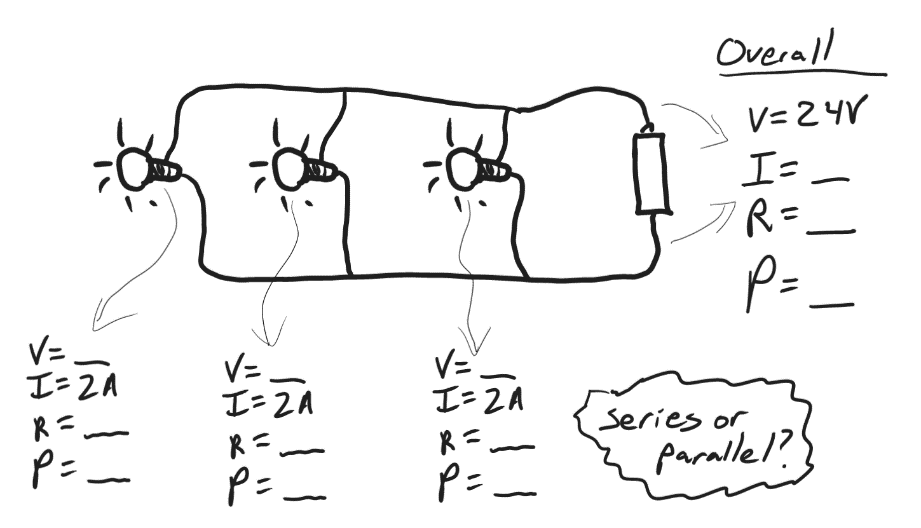 Overall
V=24V
I= __
R= __
P= __
V= __
I=2A
R= __
P= __
V= __
I=2A
R= __
P= __
V= __
I=2A
R= __
P= __
series or
parallel?